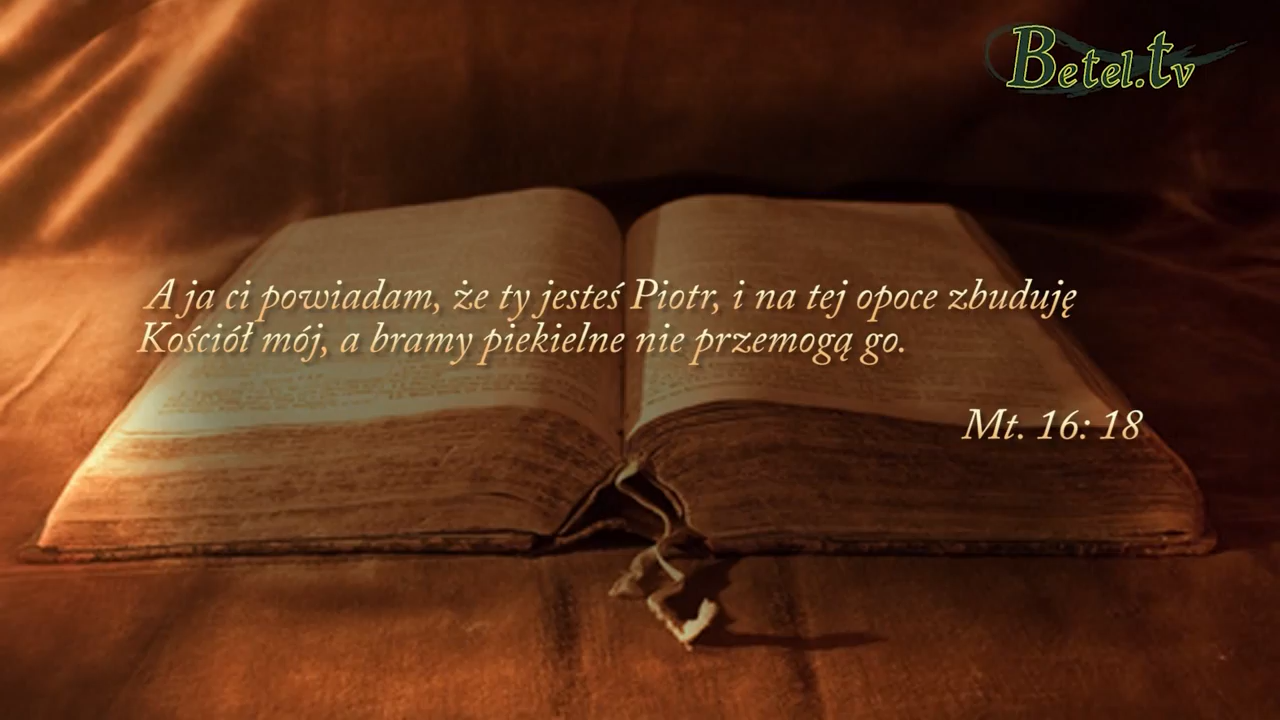 Betel.tv
A ja ci powiadam, że ty jesteś Piotr, i na tej opoce zbuduję
Kościół mój, a bramy piekielne nie przemogą go.
Mt. 16: 18